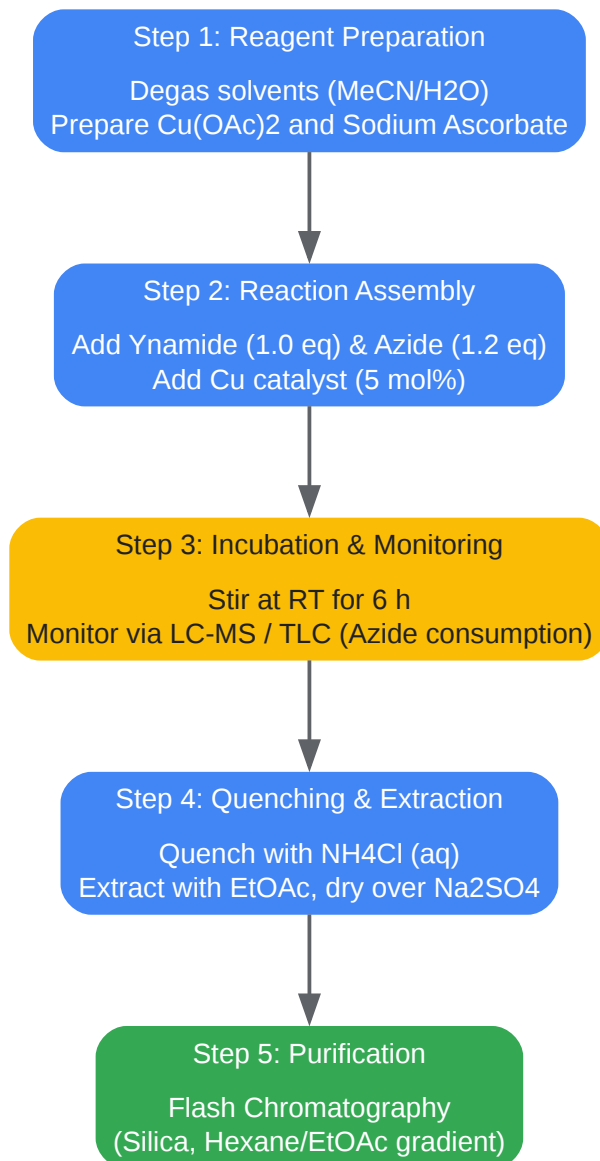 Step 1: Reagent Preparation
Degas solvents (MeCN/H2O)
Prepare Cu(OAc)2 and Sodium Ascorbate
Step 2: Reaction Assembly
Add Ynamide (1.0 eq) & Azide (1.2 eq)
Add Cu catalyst (5 mol%)
Step 3: Incubation & Monitoring
Stir at RT for 6 h
Monitor via LC-MS / TLC (Azide consumption)
Step 4: Quenching & Extraction
Quench with NH4Cl (aq)
Extract with EtOAc, dry over Na2SO4
Step 5: Purification
Flash Chromatography
(Silica, Hexane/EtOAc gradient)